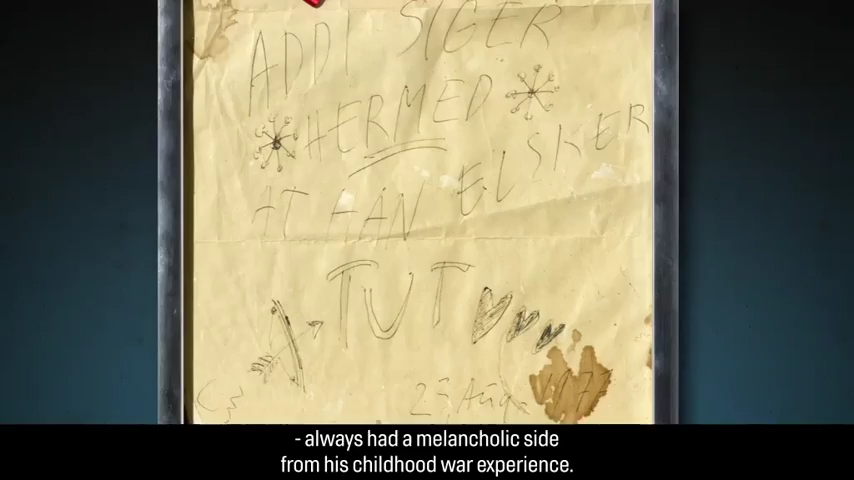 ADDI SIGER
HERMED
AT HAN ELSKER
TUT
- always had a melancholic side
from his childhood war experience.